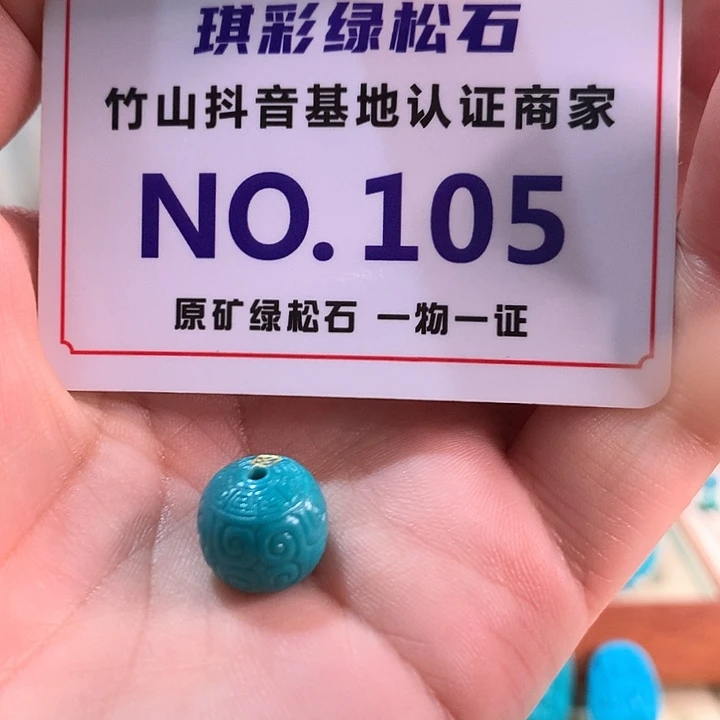 琪彩绿松石
竹山抖音基地认证商家
NO.105
原矿绿松石 一物一证